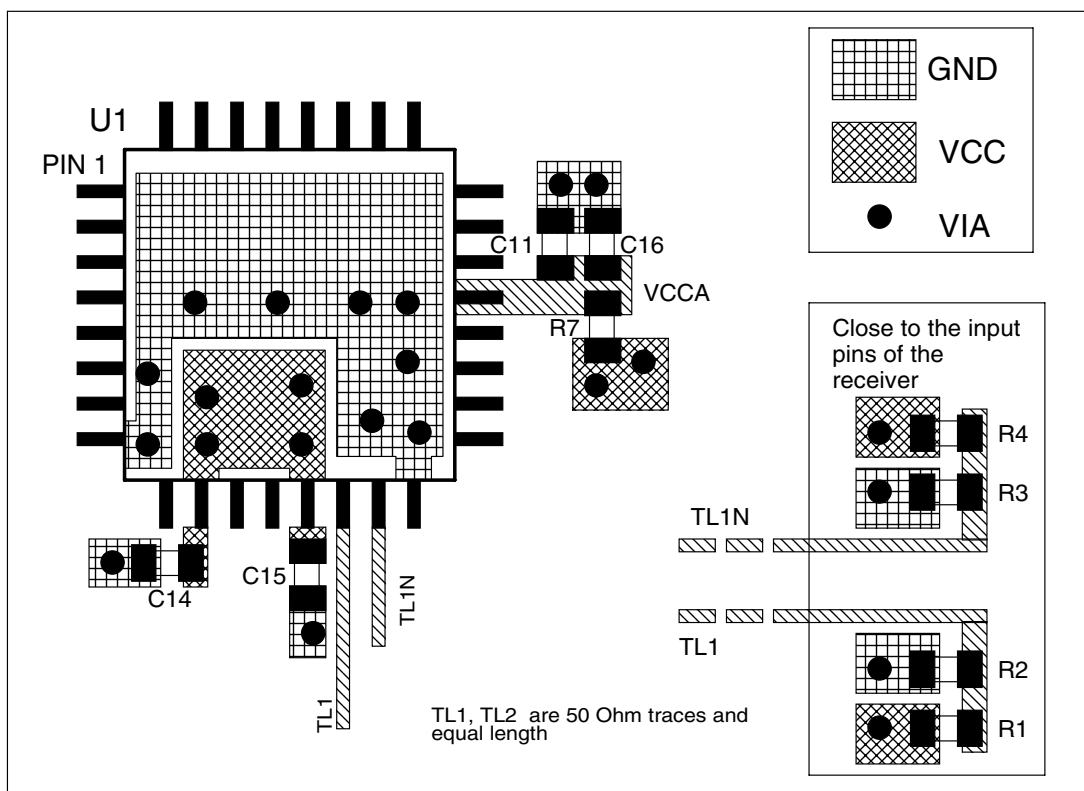 U1
PIN 1
C11
C16
VCCA
R7
C14
C15
TL1
TL1N
TL1, TL2 are 50 Ohm traces and
equal length
GND
VCC
VIA
Close to the input
pins of the
receiver
R4
R3
TL1N
TL1
R2
R1